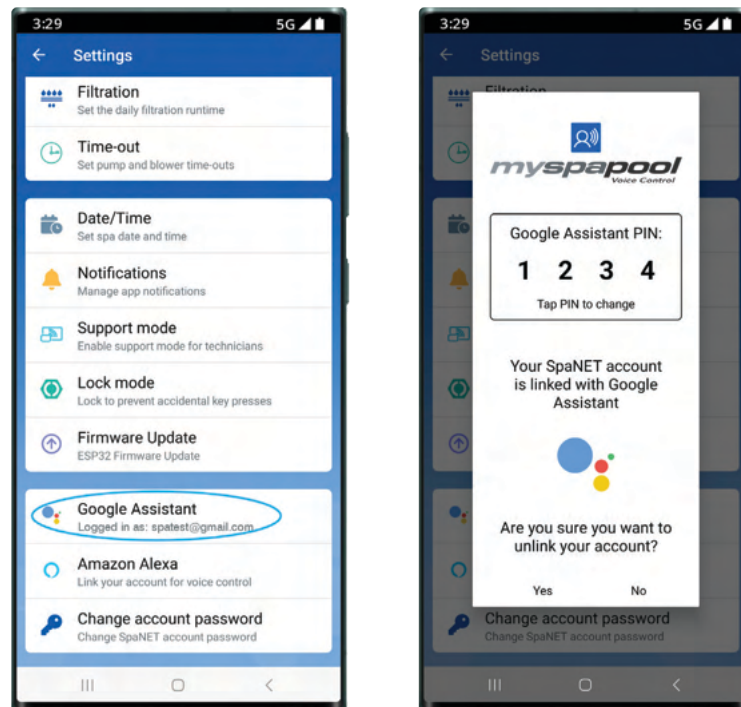 3:29 5G
Settings
Filtration
Set the daily filtration runtime
Time-out
Set pump and blower time-outs
Date/Time
Set spa date and time
Notifications
Manage app notifications
Support mode
Enable support mode for technicians
Lock mode
Lock to prevent accidental key presses
Firmware Update
ESP32 Firmware Update
Google Assistant
Logged in as: spatest@gmail.com
Amazon Alexa
Link your account for voice control
Change account password
Change SpaNET account password
3:29 5G
Settings
Filtration
myspapool
Voice Control
Google Assistant PIN:
1 2 3 4
Tap PIN to change
Your SpaNET account
is linked with Google
Assistant
Are you sure you want to
unlink your account?
Yes No
Change account password
Change SpaNET account password